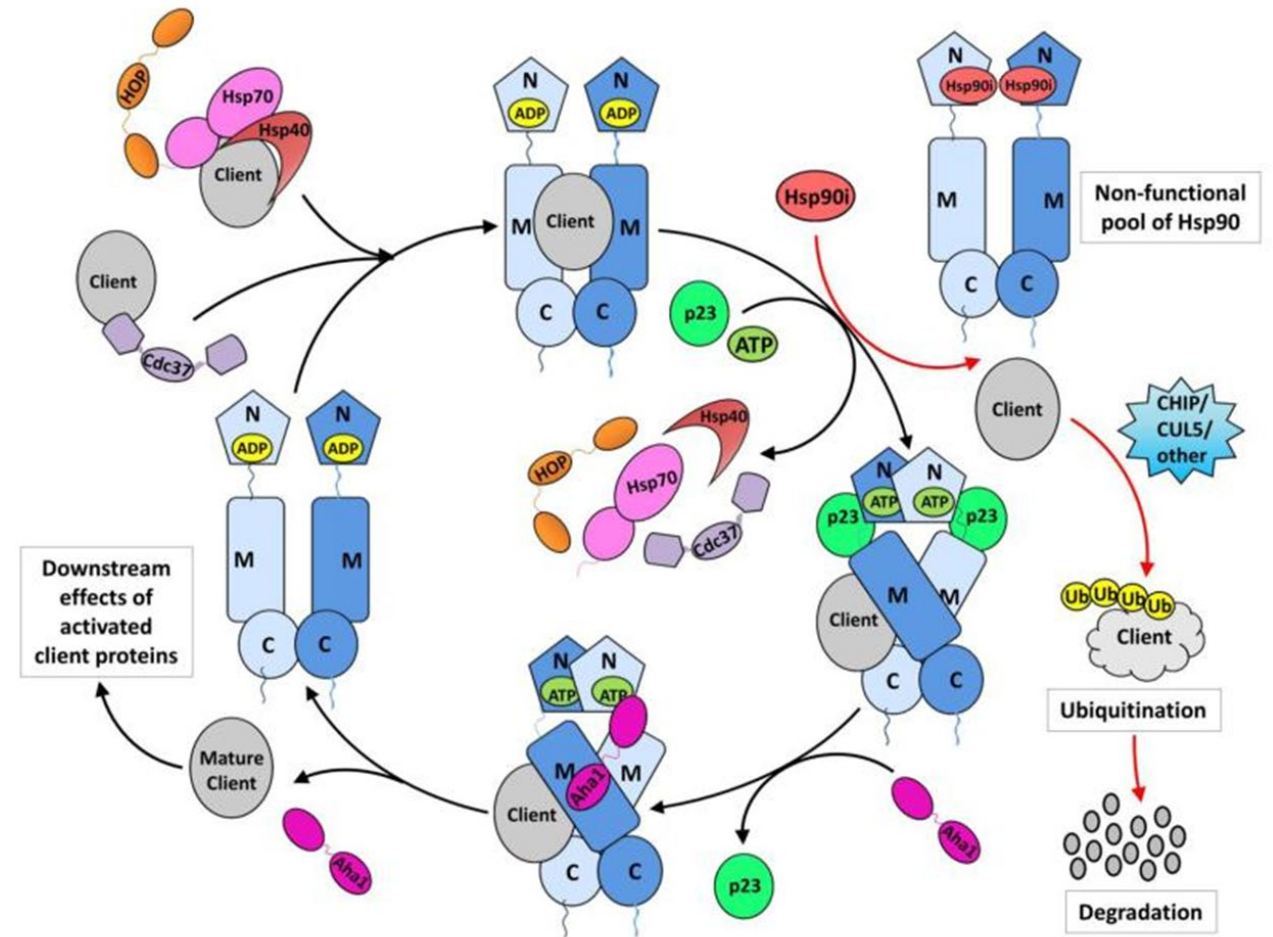 HOP
Hsp70
Hsp40
Client
Client
Cdc37
N
ADP
N
ADP
M
Client
M
C
C
Hsp90i
p23
ATP
N
Hsp90i
N
Hsp90i
M
M
C
C
Non-functional
pool of Hsp90
Client
CHIP/
CUL5/
other
Ub
Ub
Ub
Ub
Client
Ubiquitination
Degradation
HOP
Hsp70
Hsp40
Cdc37
N
N
ATP
ATP
p23
p23
M
M
Client
C
C
Aha1
p23
N
N
ATP
ATP
M
Aha1
M
Client
C
C
N
ADP
N
ADP
M
M
C
C
Mature
Client
Aha1
Downstream
effects of
activated
client proteins